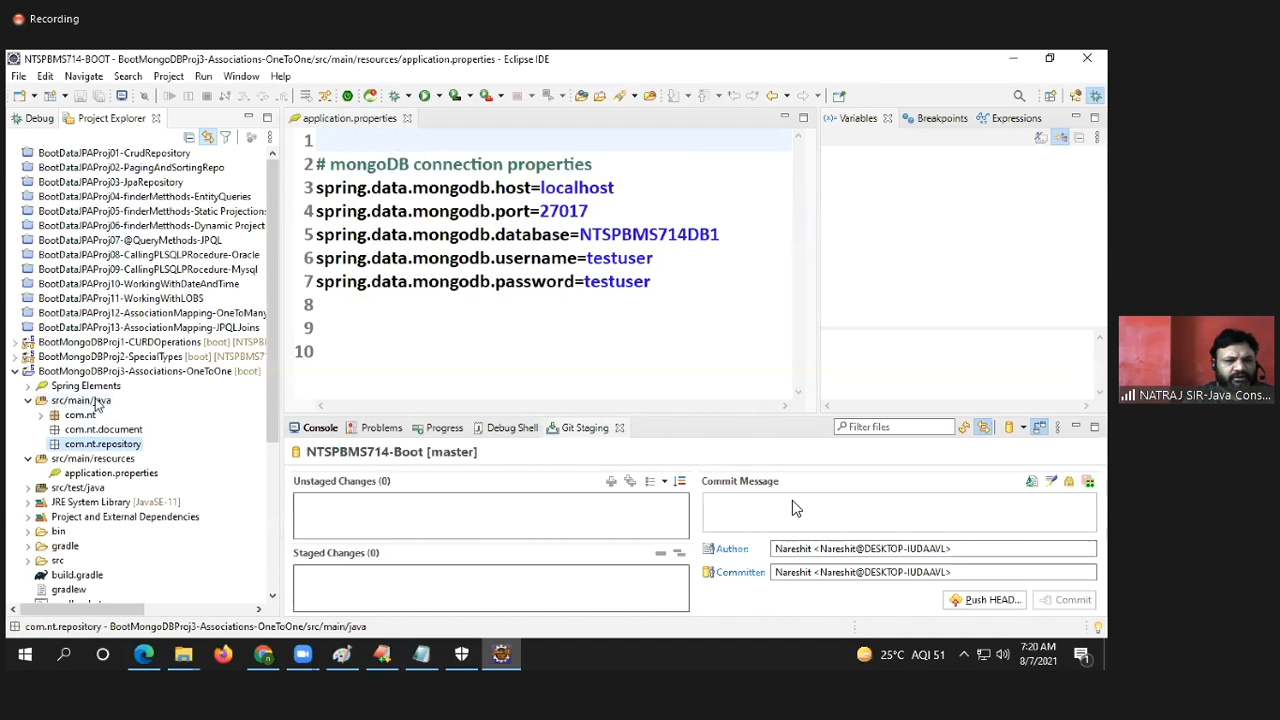 Recording
NTSPBMS714-BOOT - BootMongoDBProj3-Associations-OneToOne/src/main/resources/application.properties - Eclipse IDE
File Edit Navigate Search Project Run Window Help
Debug Project Explorer
application.properties
Variables Breakpoints Expressions
BootDataJPAProj01-CrudRepository
BootDataJPAProj02-PagingAndSortingRepo
BootDataJPAProj03-JpaRepository
BootDataJPAProj04-finderMetthods-EntityQueries
BootDataJPAProj05-finderMetthods-Static Projections
BootDataJPAProj06-finderMetthods-Dynamic Project
BootDataJPAProj07-@QueryMethods-JPQL
BootDataJPAProj08-CallingPLSQLPRocedure-Oracle
BootDataJPAProj09-CallingPLSQLPRocedure-Mysql
BootDataJPAProj10-WorkingWithDateAndTime
BootDataJPAProj11-WorkingWithLOBS
BootDataJPAProj12-AssociationMapping-OneToMany
BootDataJPAProj13-AssociationMapping-JPQLJoins
BootMongoDBProj1-CURDOperations [boot] [NTSPB
BootMongoDBProj2-SpecialTypes [boot] [NTSPBMS7
BootMongoDBProj3-Associations-OneToOne [boot]
Spring Elements
src/main/java
com.nt
com.nt.document
com.nt.repository
src/main/resources
application.properties
src/test/java
JRE System Library [JavaSE-11]
Project and External Dependencies
bin
gradle
src
build.gradle
gradlew
1
2 # mongoDB connection properties
3 spring.data.mongodb.host=localhost
4 spring.data.mongodb.port=27017
5 spring.data.mongodb.database=NTSPBMS714DB1
6 spring.data.mongodb.username=testuser
7 spring.data.mongodb.password=testuser
8
9
10
Console Problems Progress Debug Shell Git Staging
Filter files
NTSPBMS714-Boot [master]
Unstaged Changes (0)
Staged Changes (0)
Commit Message
Author: Nareshit <Nareshit@DESKTOP-IUDAAVL>
Committer: Nareshit <Nareshit@DESKTOP-IUDAAVL>
Push HEAD... Commit
com.nt.repository - BootMongoDBProj3-Associations-OneToOne/src/main/java
NATRAJ SIR-Java Cons...
25°C AQI 51
7:20 AM
8/7/2021
1